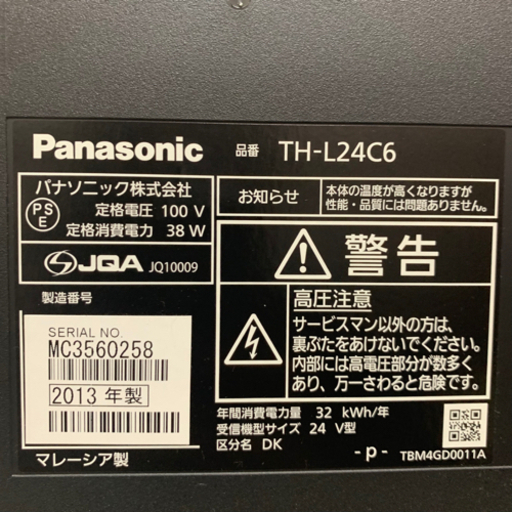 Panasonic 品番 TH-L24C6
パナソニック株式会社
PS E
定格電圧 100 V
定格消費電力 38 W
お知らせ
本体の温度が高くなりますが
性能・品質には問題ありません。
JQA JQ10009
警告
製造番号
SERIAL NO.
MC3560258
2013 年製
マレーシア製
高圧注意
サービスマン以外の方は、
裏ぶたをあけないでください。
内部には高電圧部分が数多く
あり、万一さわると危険です。
年間消費電力量 32 kWh/年
受信機型サイズ 24 V型
区分名 DK
- p -
TBM4GD0011A